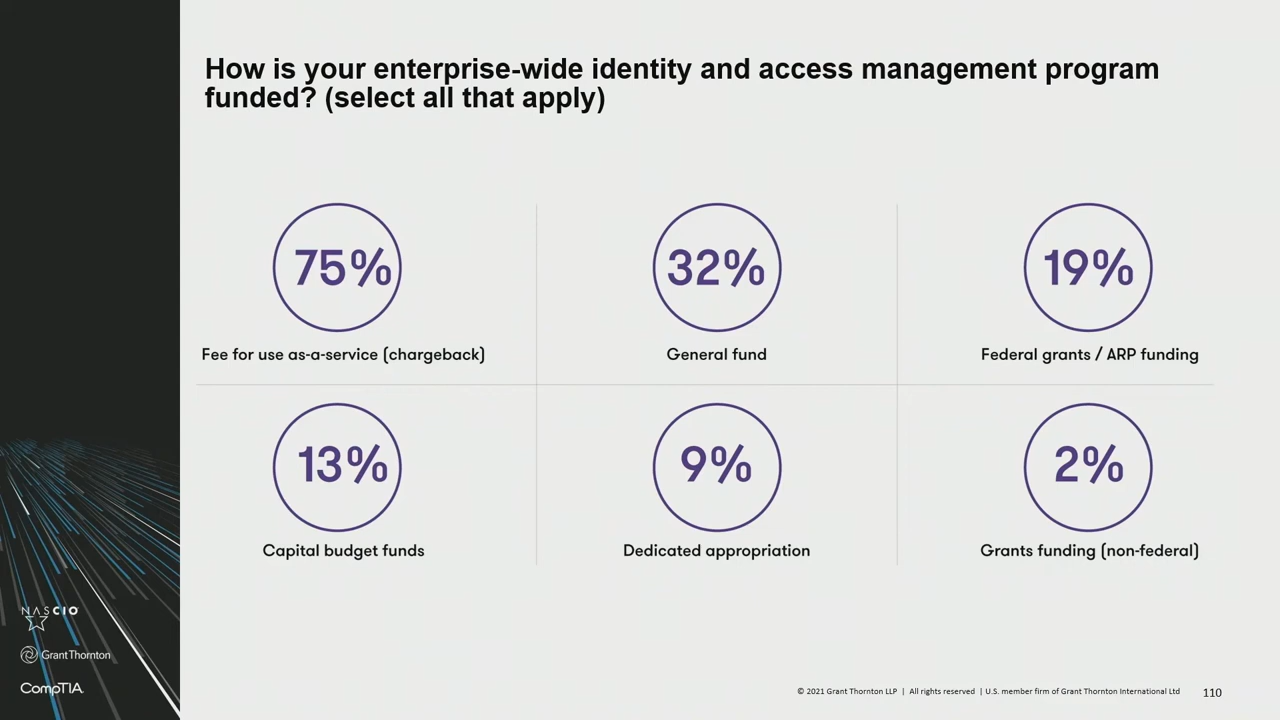 How is your enterprise-wide identity and access management program
funded? (select all that apply)
75%
32%
19%
Fee for use as-a-service (chargeback)
General fund
Federal grants / ARP funding
13%
9%
2%
Capital budget funds
Dedicated appropriation
Grants funding (non-federal)
NASCIO
GrantThornton
CompTIA.
© 2021 Grant Thornton LLP | All rights reserved | U.S. member firm of Grant Thornton International Ltd
110